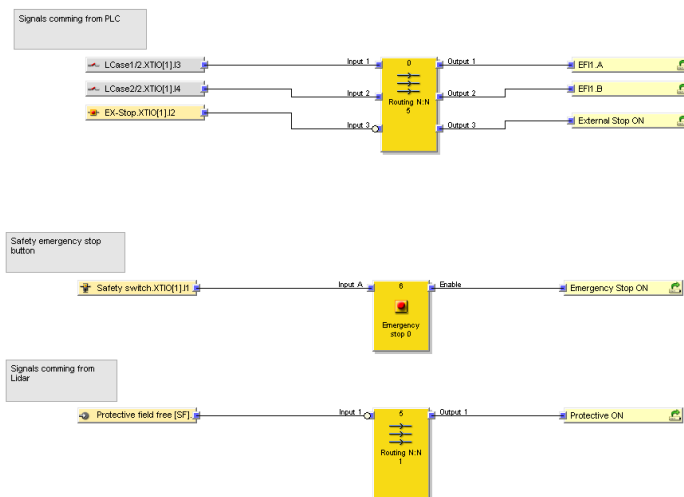 Signals comming from PLC
LCase1/2.XTIO[1].I3
Input 1
0
Output 1
EFI1.A
LCase2/2.XTIO[1].I4
Input 2
Routing N:N
5
Output 2
EFI1.B
EX-Stop.XTIO[1].I2
Input 3
Output 3
External Stop ON
Safety emergency stop
button
Safety switch.XTIO[1].I1
Input A
6
Enable
Emergency Stop ON
Emergency
stop 0
Signals comming from
Lidar
Protective field free [SF].
Input 1
5
Output 1
Protective ON
Routing N:N
1